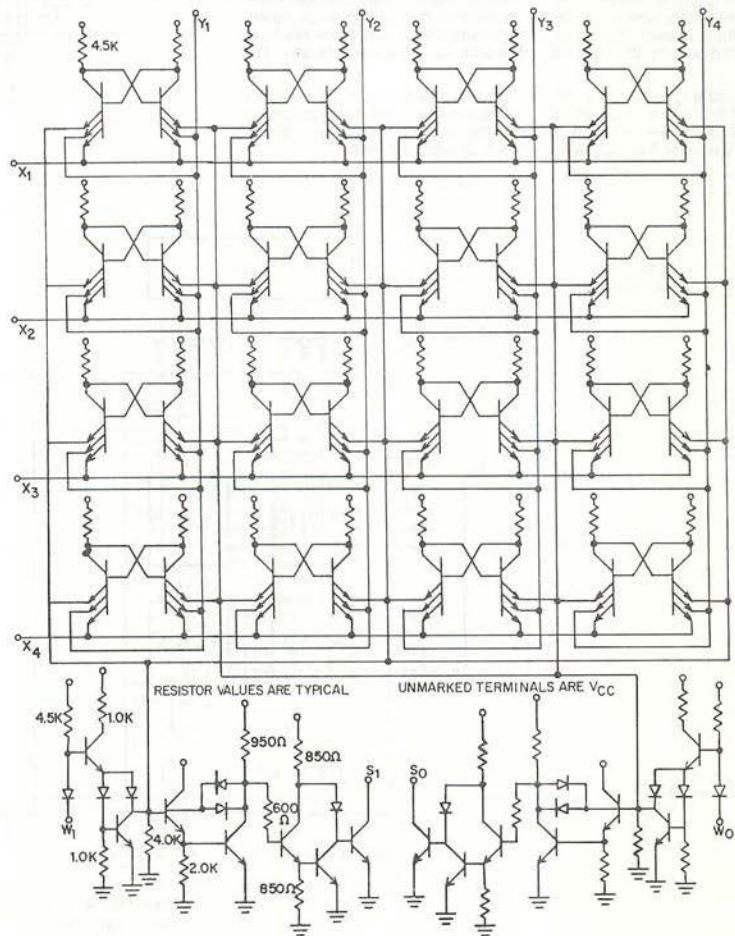 Y1 Y2 Y3 Y4
4.5K
X1
X2
X3
X4
RESISTOR VALUES ARE TYPICAL UNMARKED TERMINALS ARE VCC
4.5K 1.0K 950Ω 850Ω S1 S0
600
Ω
W1 W0
4.0K
1.0K 2.0K 850Ω